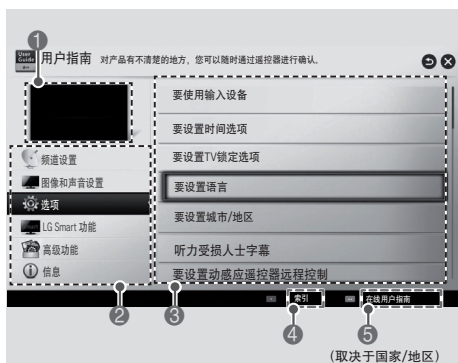 1
User Guide
用户指南 对产品有不清楚的地方，您可以随时通过遥控器进行确认。
频道设置
图像和声音设置
选项
LG Smart 功能
高级功能
信息
要使用输入设备
要设置时间选项
要设置TV锁定选项
要设置语言
要设置城市/地区
听力受损人士字幕
要设置动感应遥控器远程控制
索引
在线用户指南
2
3
4
5
(取决于国家/地区)